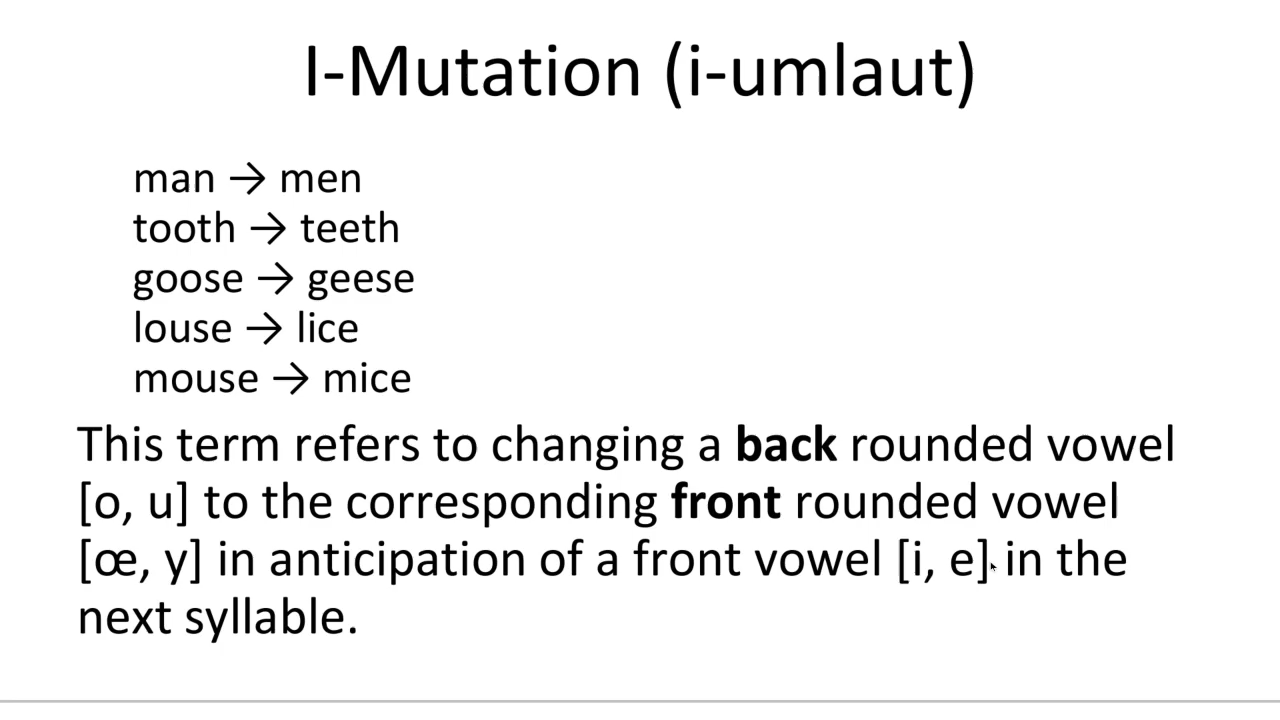 I-Mutation (i-umlaut)
man → men
tooth → teeth
goose → geese
louse → lice
mouse → mice
This term refers to changing a back rounded vowel
[o, u] to the corresponding front rounded vowel
[œ, y] in anticipation of a front vowel [i, e] in the
next syllable.